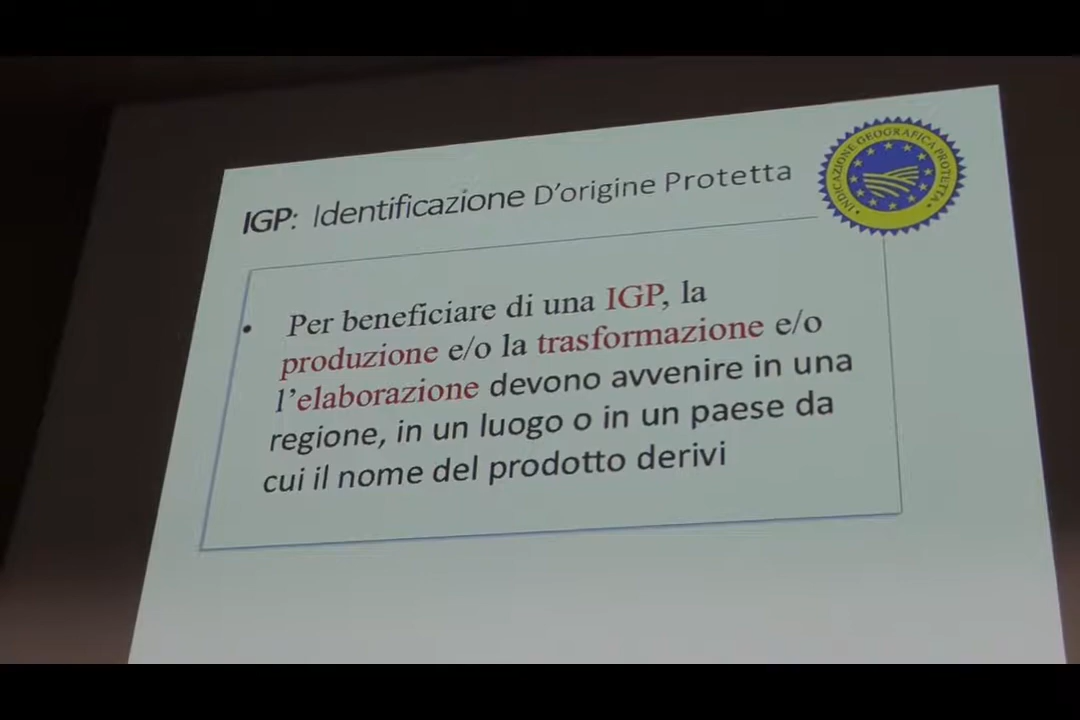 IGP: Identificazione D'origine Protetta
INDICAZIONE GEOGRAFICA PROTETTA
• Per beneficiare di una IGP, la
produzione e/o la trasformazione e/o
l'elaborazione devono avvenire in una
regione, in un luogo o in un paese da
cui il nome del prodotto derivi